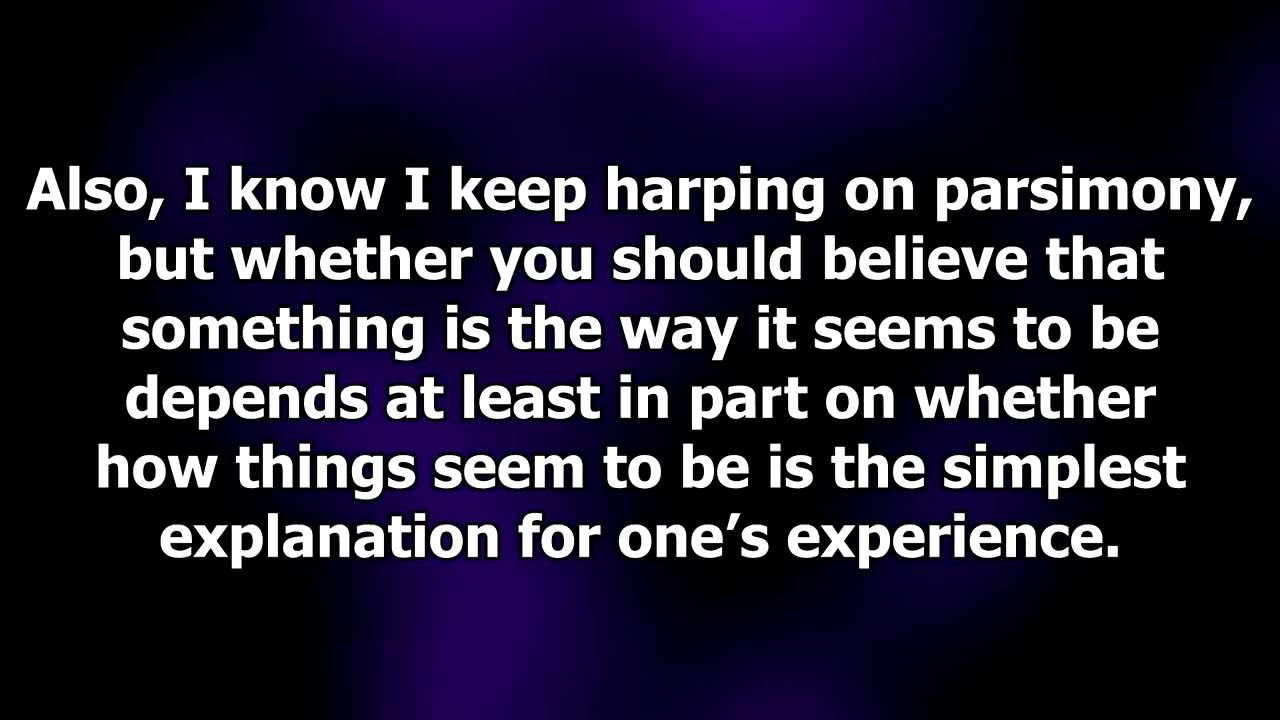 Also, I know I keep harping on parsimony,
but whether you should believe that
something is the way it seems to be
depends at least in part on whether
how things seem to be is the simplest
explanation for one’s experience.